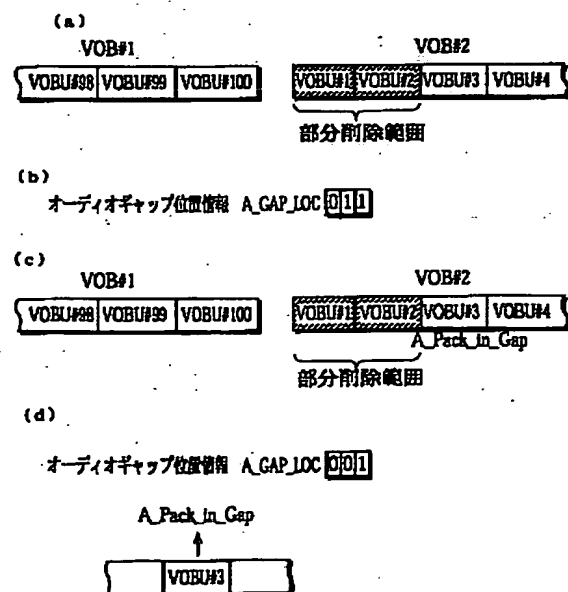 (a)
VOB#1 VOB#2
VOBU#98 VOBU#99 VOBU#100 VOBU#1 VOBU#2 VOBU#3 VOBU#4
部分削除範囲
(b)
オーディオギャップ位置情報 A_GAP_LOC 0 1 1
(c)
VOB#1 VOB#2
VOBU#98 VOBU#99 VOBU#100 VOBU#1 VOBU#2 VOBU#3 VOBU#4
A_Pack_in_Gap
部分削除範囲
(d)
オーディオギャップ位置情報 A_GAP_LOC 0 0 1
A_Pack_in_Gap
VOBU#3